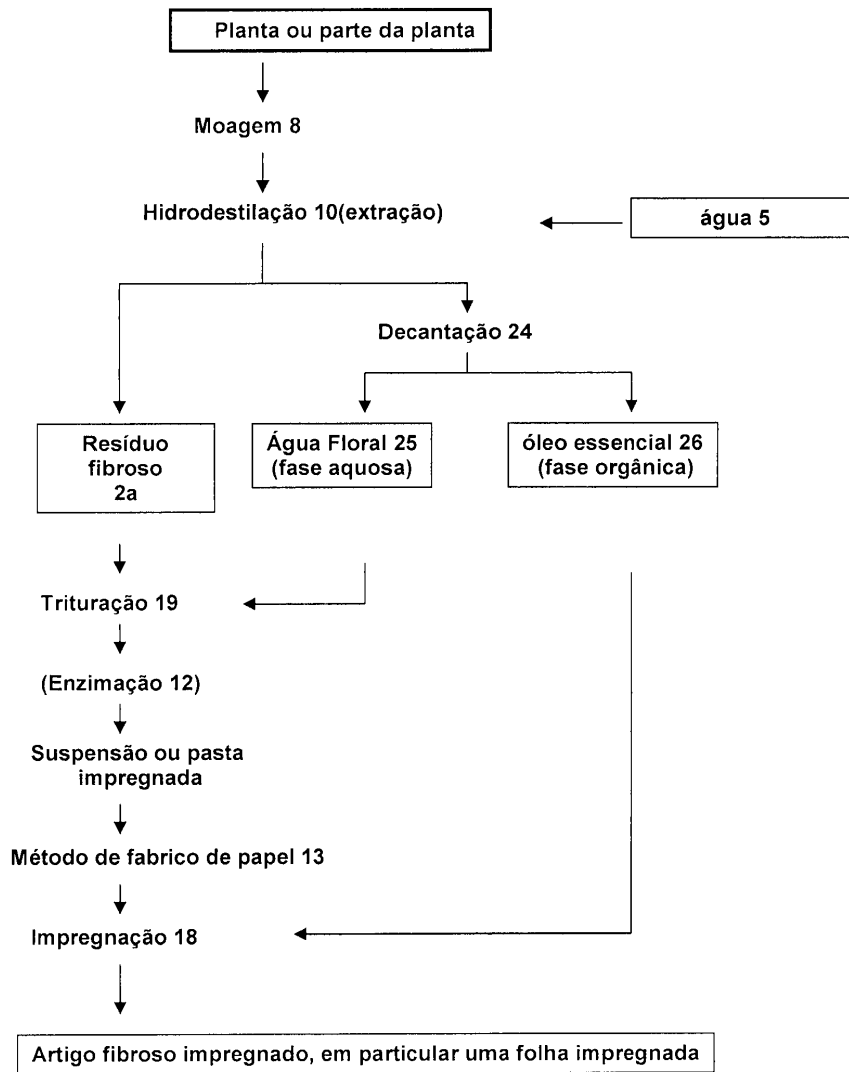 Planta ou parte da planta
Moagem 8
Hidrodestilação 10(extração)
água 5
Decantação 24
Resíduo
fibroso
2a
Água Floral 25
(fase aquosa)
óleo essencial 26
(fase orgânica)
Trituração 19
(Enzimação 12)
Suspensão ou pasta
impregnada
Método de fabrico de papel 13
Impregnação 18
Artigo fibroso impregnado, em particular uma folha impregnada